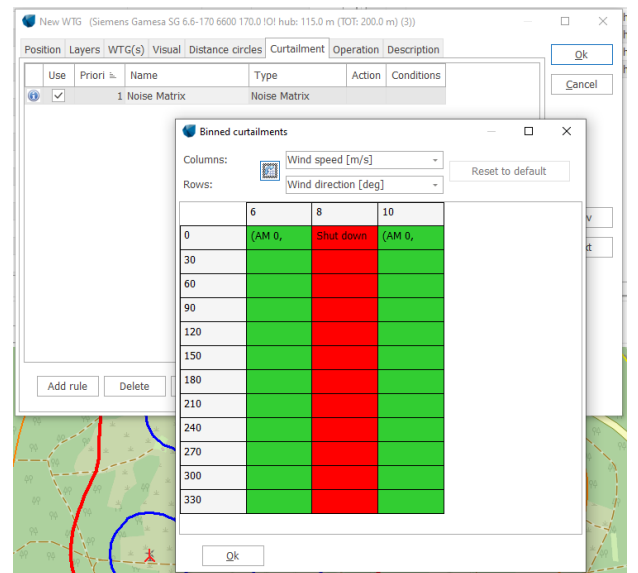 New WTG (Siemens Gamesa SG 6.6-170 6600 170.0 !O! hub: 115.0 m (TOT: 200.0 m) (3))
Position Layers WTG(s) Visual Distance circles Curtailment Operation Description
Ok
Cancel
Use Priori Name Type Action Conditions
1 Noise Matrix Noise Matrix
Binned curtailments
Columns: Wind speed [m/s]
Rows: Wind direction [deg]
Reset to default
6 8 10
0 (AM 0, Shut down (AM 0,
30
60
90
120
150
180
210
240
270
300
330
Add rule Delete
Ok